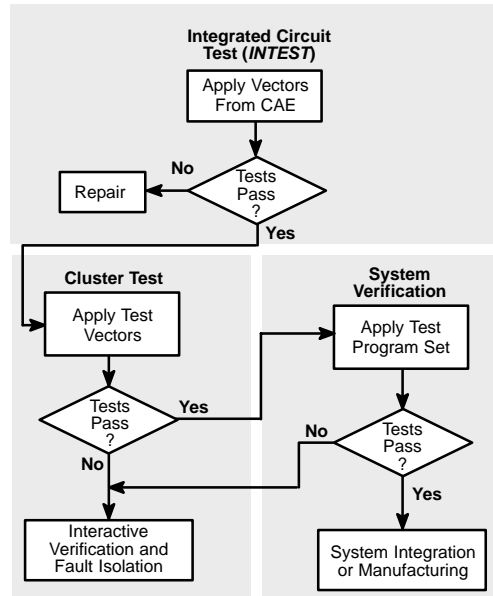 Integrated Circuit
Test (INTEST)
Apply Vectors
From CAE
No
Tests
Pass
?
Repair
Yes
Cluster Test
Apply Test
Vectors
Tests
Pass
?
Yes
No
Interactive
Verification and
Fault Isolation
System
Verification
Apply Test
Program Set
No
Tests
Pass
?
Yes
System Integration
or Manufacturing